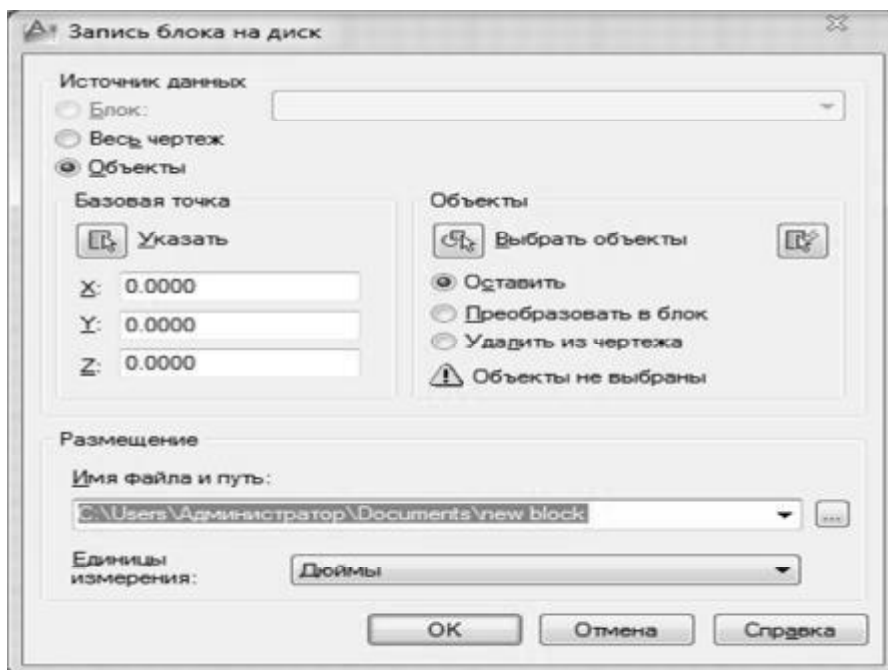 Запись блока на диск
Источник данных
Блок:
Весь чертеж
Объекты
Базовая точка
Указать
X: 0.0000
Y: 0.0000
Z: 0.0000
Объекты
Выбрать объекты
Оставить
Преобразовать в блок
Удалить из чертежа
Объекты не выбраны
Размещение
Имя файла и путь:
C:\Users\Администратор\Documents\new block
...
Единицы
измерения:
Дюймы
OK
Отмена
Справка